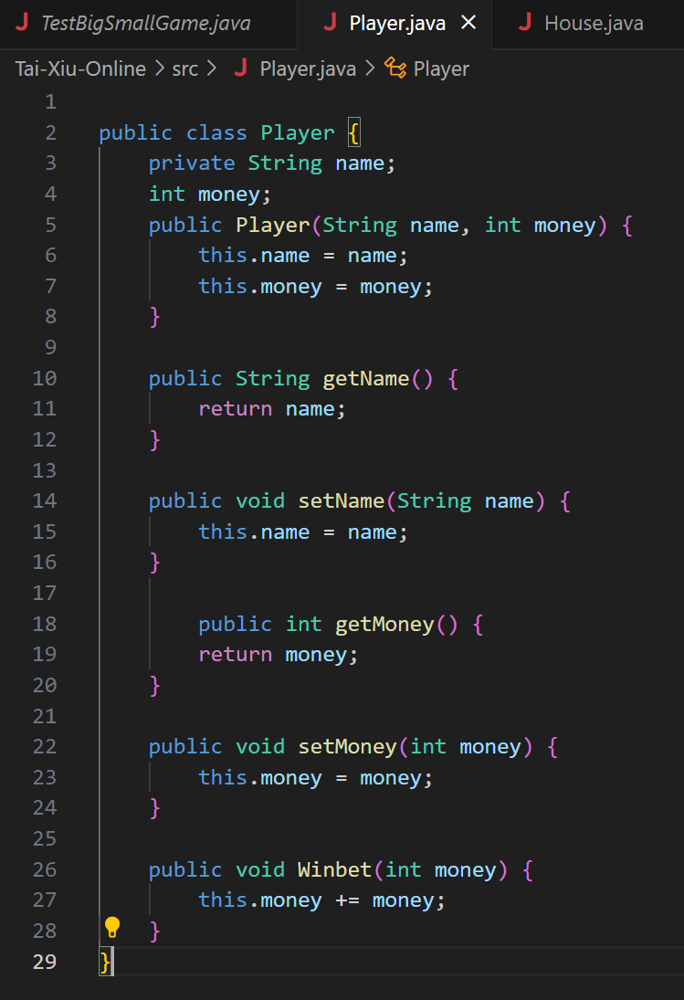 TestBigSmallGame.java Player.java × House.java
Tai-Xiu-Online > src > Player.java > Player
1
2 public class Player {
3     private String name;
4     int money;
5     public Player(String name, int money) {
6         this.name = name;
7         this.money = money;
8     }
9
10     public String getName() {
11         return name;
12     }
13
14     public void setName(String name) {
15         this.name = name;
16     }
17
18         public int getMoney() {
19         return money;
20     }
21
22     public void setMoney(int money) {
23         this.money = money;
24     }
25
26     public void Winbet(int money) {
27         this.money += money;
28     }
29 }